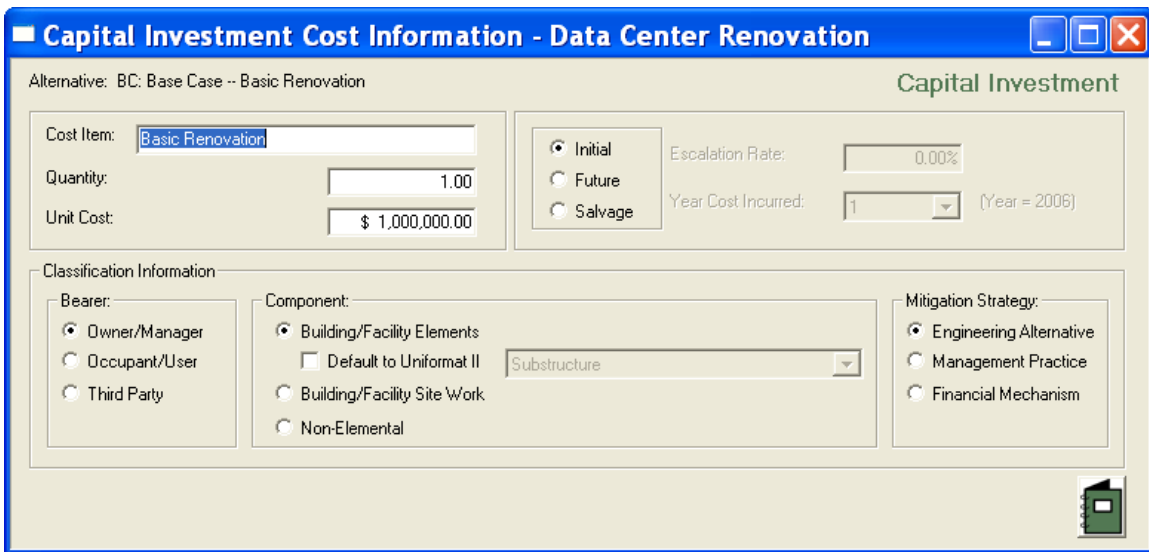 Capital Investment Cost Information - Data Center Renovation
Alternative: BC: Base Case -- Basic Renovation
Capital Investment
Cost Item: Basic Renovation
Quantity: 1.00
Unit Cost: $ 1,000,000.00
Initial
Future
Salvage
Escalation Rate: 0.00%
Year Cost Incurred: 1 (Year = 2006)
Classification Information
Bearer:
Owner/Manager
Occupant/User
Third Party
Component:
Building/Facility Elements
Default to Uniformat II Substructure
Building/Facility Site Work
Non-Elemental
Mitigation Strategy:
Engineering Alternative
Management Practice
Financial Mechanism